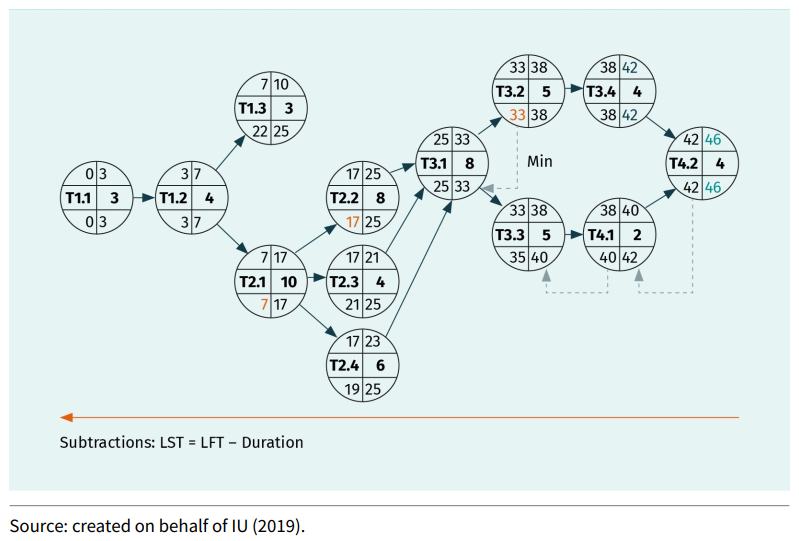 33 38
T3.2 5
33 38
38 42
T3.4 4
38 42
7 10
T1.3 3
22 25
25 33
T3.1 8
25 33
Min
42 46
T4.2 4
42 46
0 3
T1.1 3
0 3
3 7
T1.2 4
3 7
17 25
T2.2 8
17 25
33 38
T3.3 5
35 40
38 40
T4.1 2
40 42
7 17
T2.1 10
7 17
17 21
T2.3 4
21 25
17 23
T2.4 6
19 25
Subtractions: LST = LFT – Duration
Source: created on behalf of IU (2019).